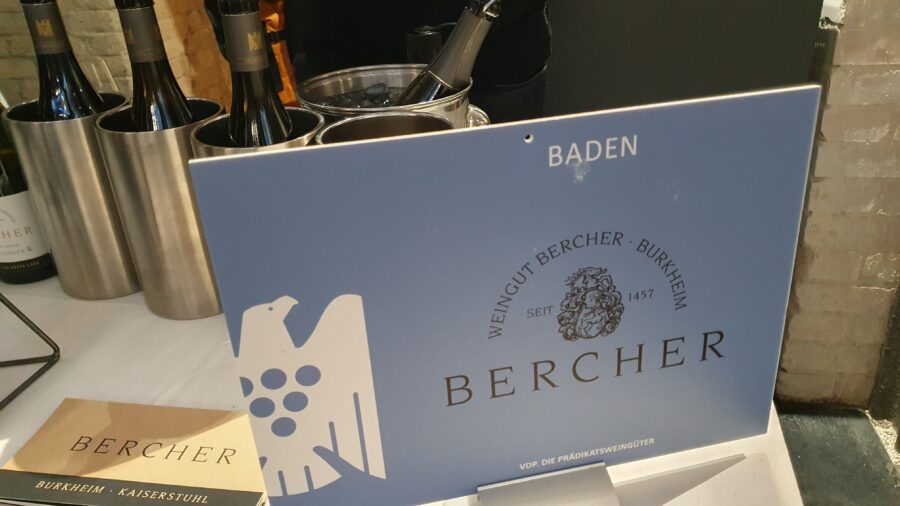 BADEN
WEINGUT BERCHER · BURKHEIM
SEIT 1457
BERCHER
VDP. DIE PRÄDIKATSWEINGÜTER
BERCHER
BURKHEIM · KAISERSTUHL